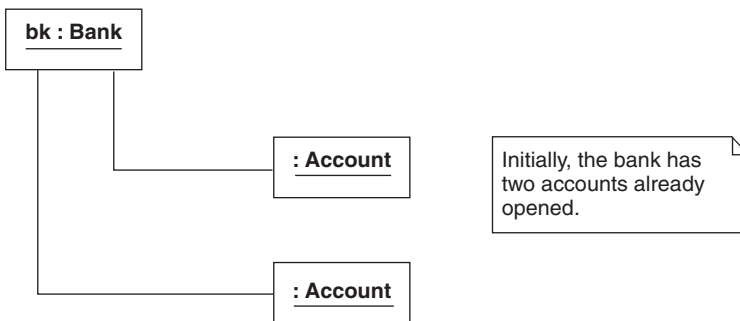 bk : Bank
: Account
Initially, the bank has
two accounts already
opened.
: Account